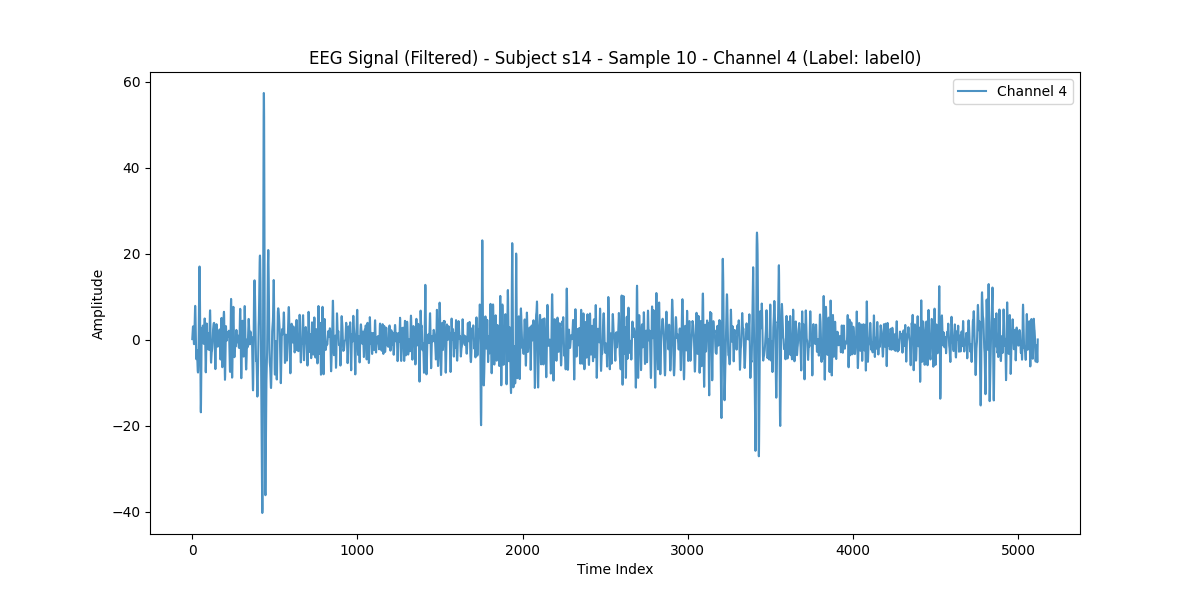 EEG Signal (Filtered) - Subject s14 - Sample 10 - Channel 4 (Label: label0)
Channel 4
60
40
20
0
−20
−40
Amplitude
0 1000 2000 3000 4000 5000
Time Index